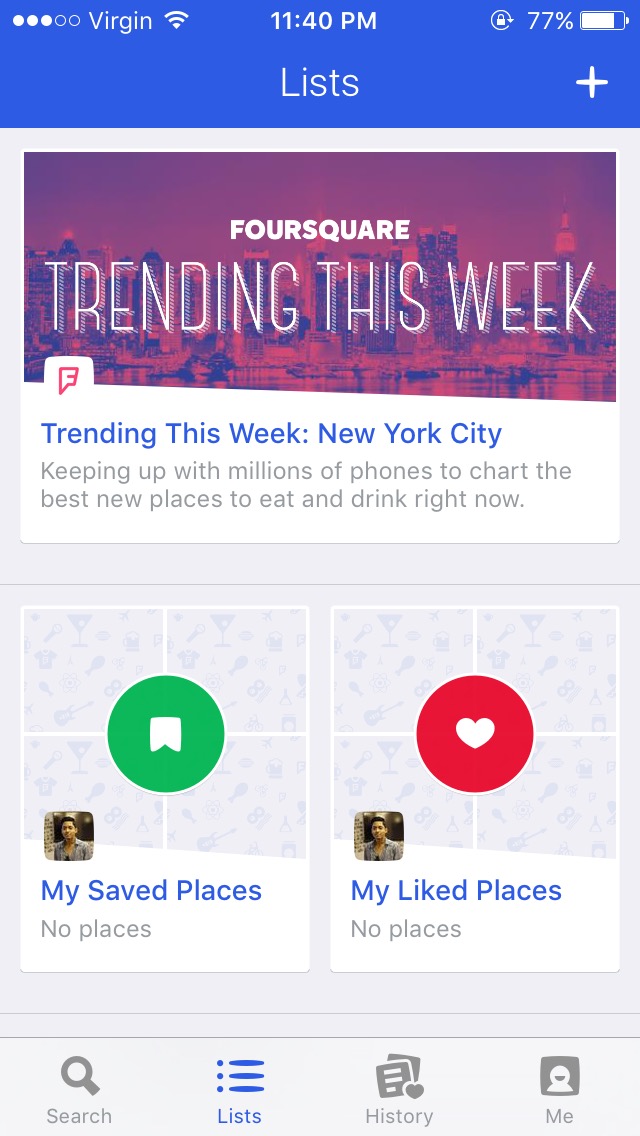 Virgin 11:40 PM 77%
Lists
FOURSQUARE
TRENDING THIS WEEK
Trending This Week: New York City
Keeping up with millions of phones to chart the
best new places to eat and drink right now.
My Saved Places
No places
My Liked Places
No places
Search Lists History Me